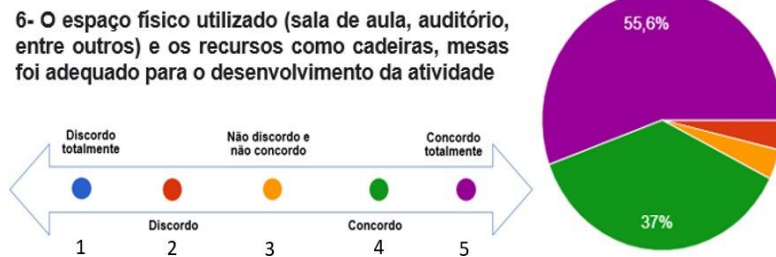 6- O espaço físico utilizado (sala de aula, auditório,
entre outros) e os recursos como cadeiras, mesas
foi adequado para o desenvolvimento da atividade
Discordo
totalmente
Não discordo e
não concordo
Concordo
totalmente
Discordo
Concordo
1 2 3 4 5
55,6%
37%